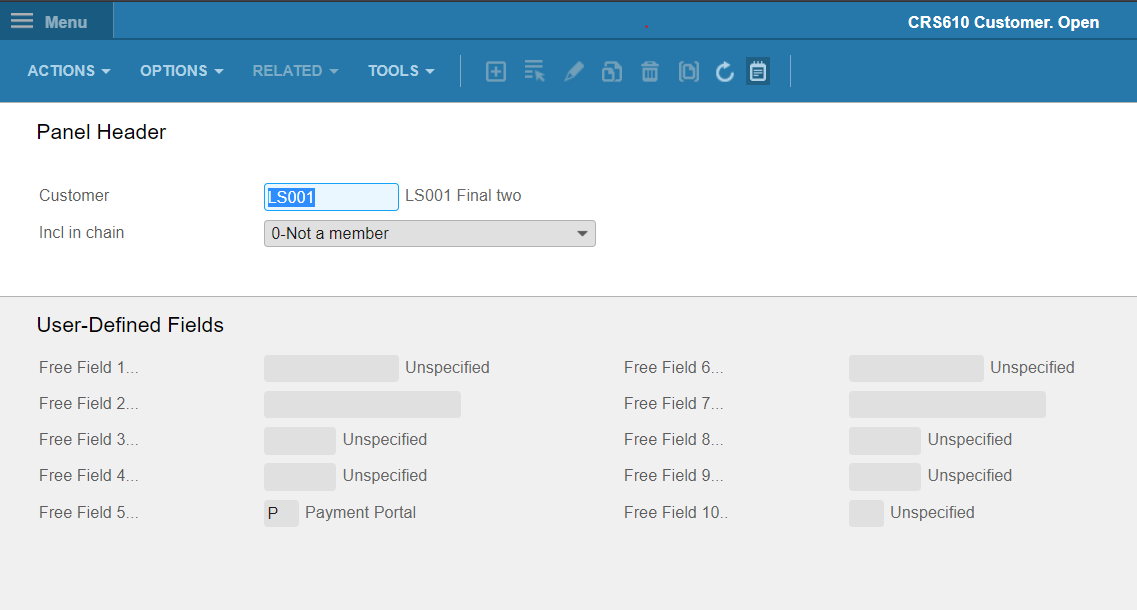 Menu
CRS610 Customer. Open
ACTIONS OPTIONS RELATED TOOLS
Panel Header
Customer LS001 LS001 Final two
Incl in chain 0-Not a member
User-Defined Fields
Free Field 1... Unspecified Free Field 6... Unspecified
Free Field 2... Free Field 7...
Free Field 3... Unspecified Free Field 8... Unspecified
Free Field 4... Unspecified Free Field 9... Unspecified
Free Field 5... P Payment Portal Free Field 10.. Unspecified